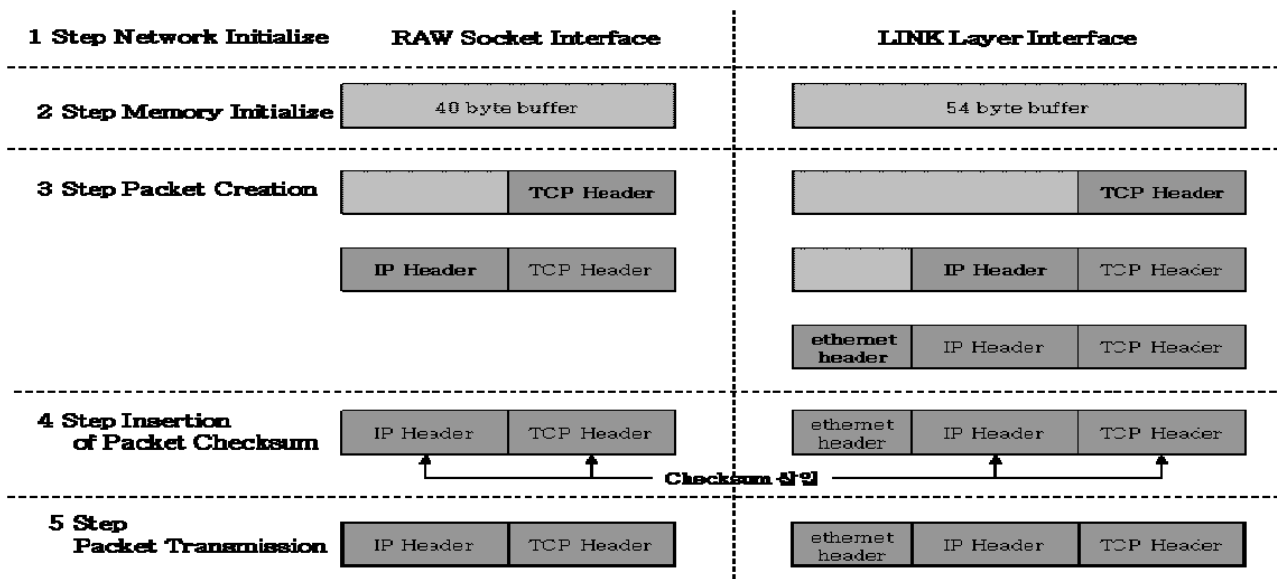 1 Step Network Initialise RAW Socket Interface LINK Layer Interface
2 Step Memory Initialize 40 byte buffer 54 byte buffer
3 Step Packet Creation TCP Header TCP Header
IP Header TCP Header IP Header TCP Header
ethernet header IP Header TCP Header
4 Step Insertion
of Packet Checksum IP Header TCP Header ethernet header IP Header TCP Header
Checksum 삽입
5 Step
Packet Transmission IP Header TCP Header ethernet header IP Header TCP Header